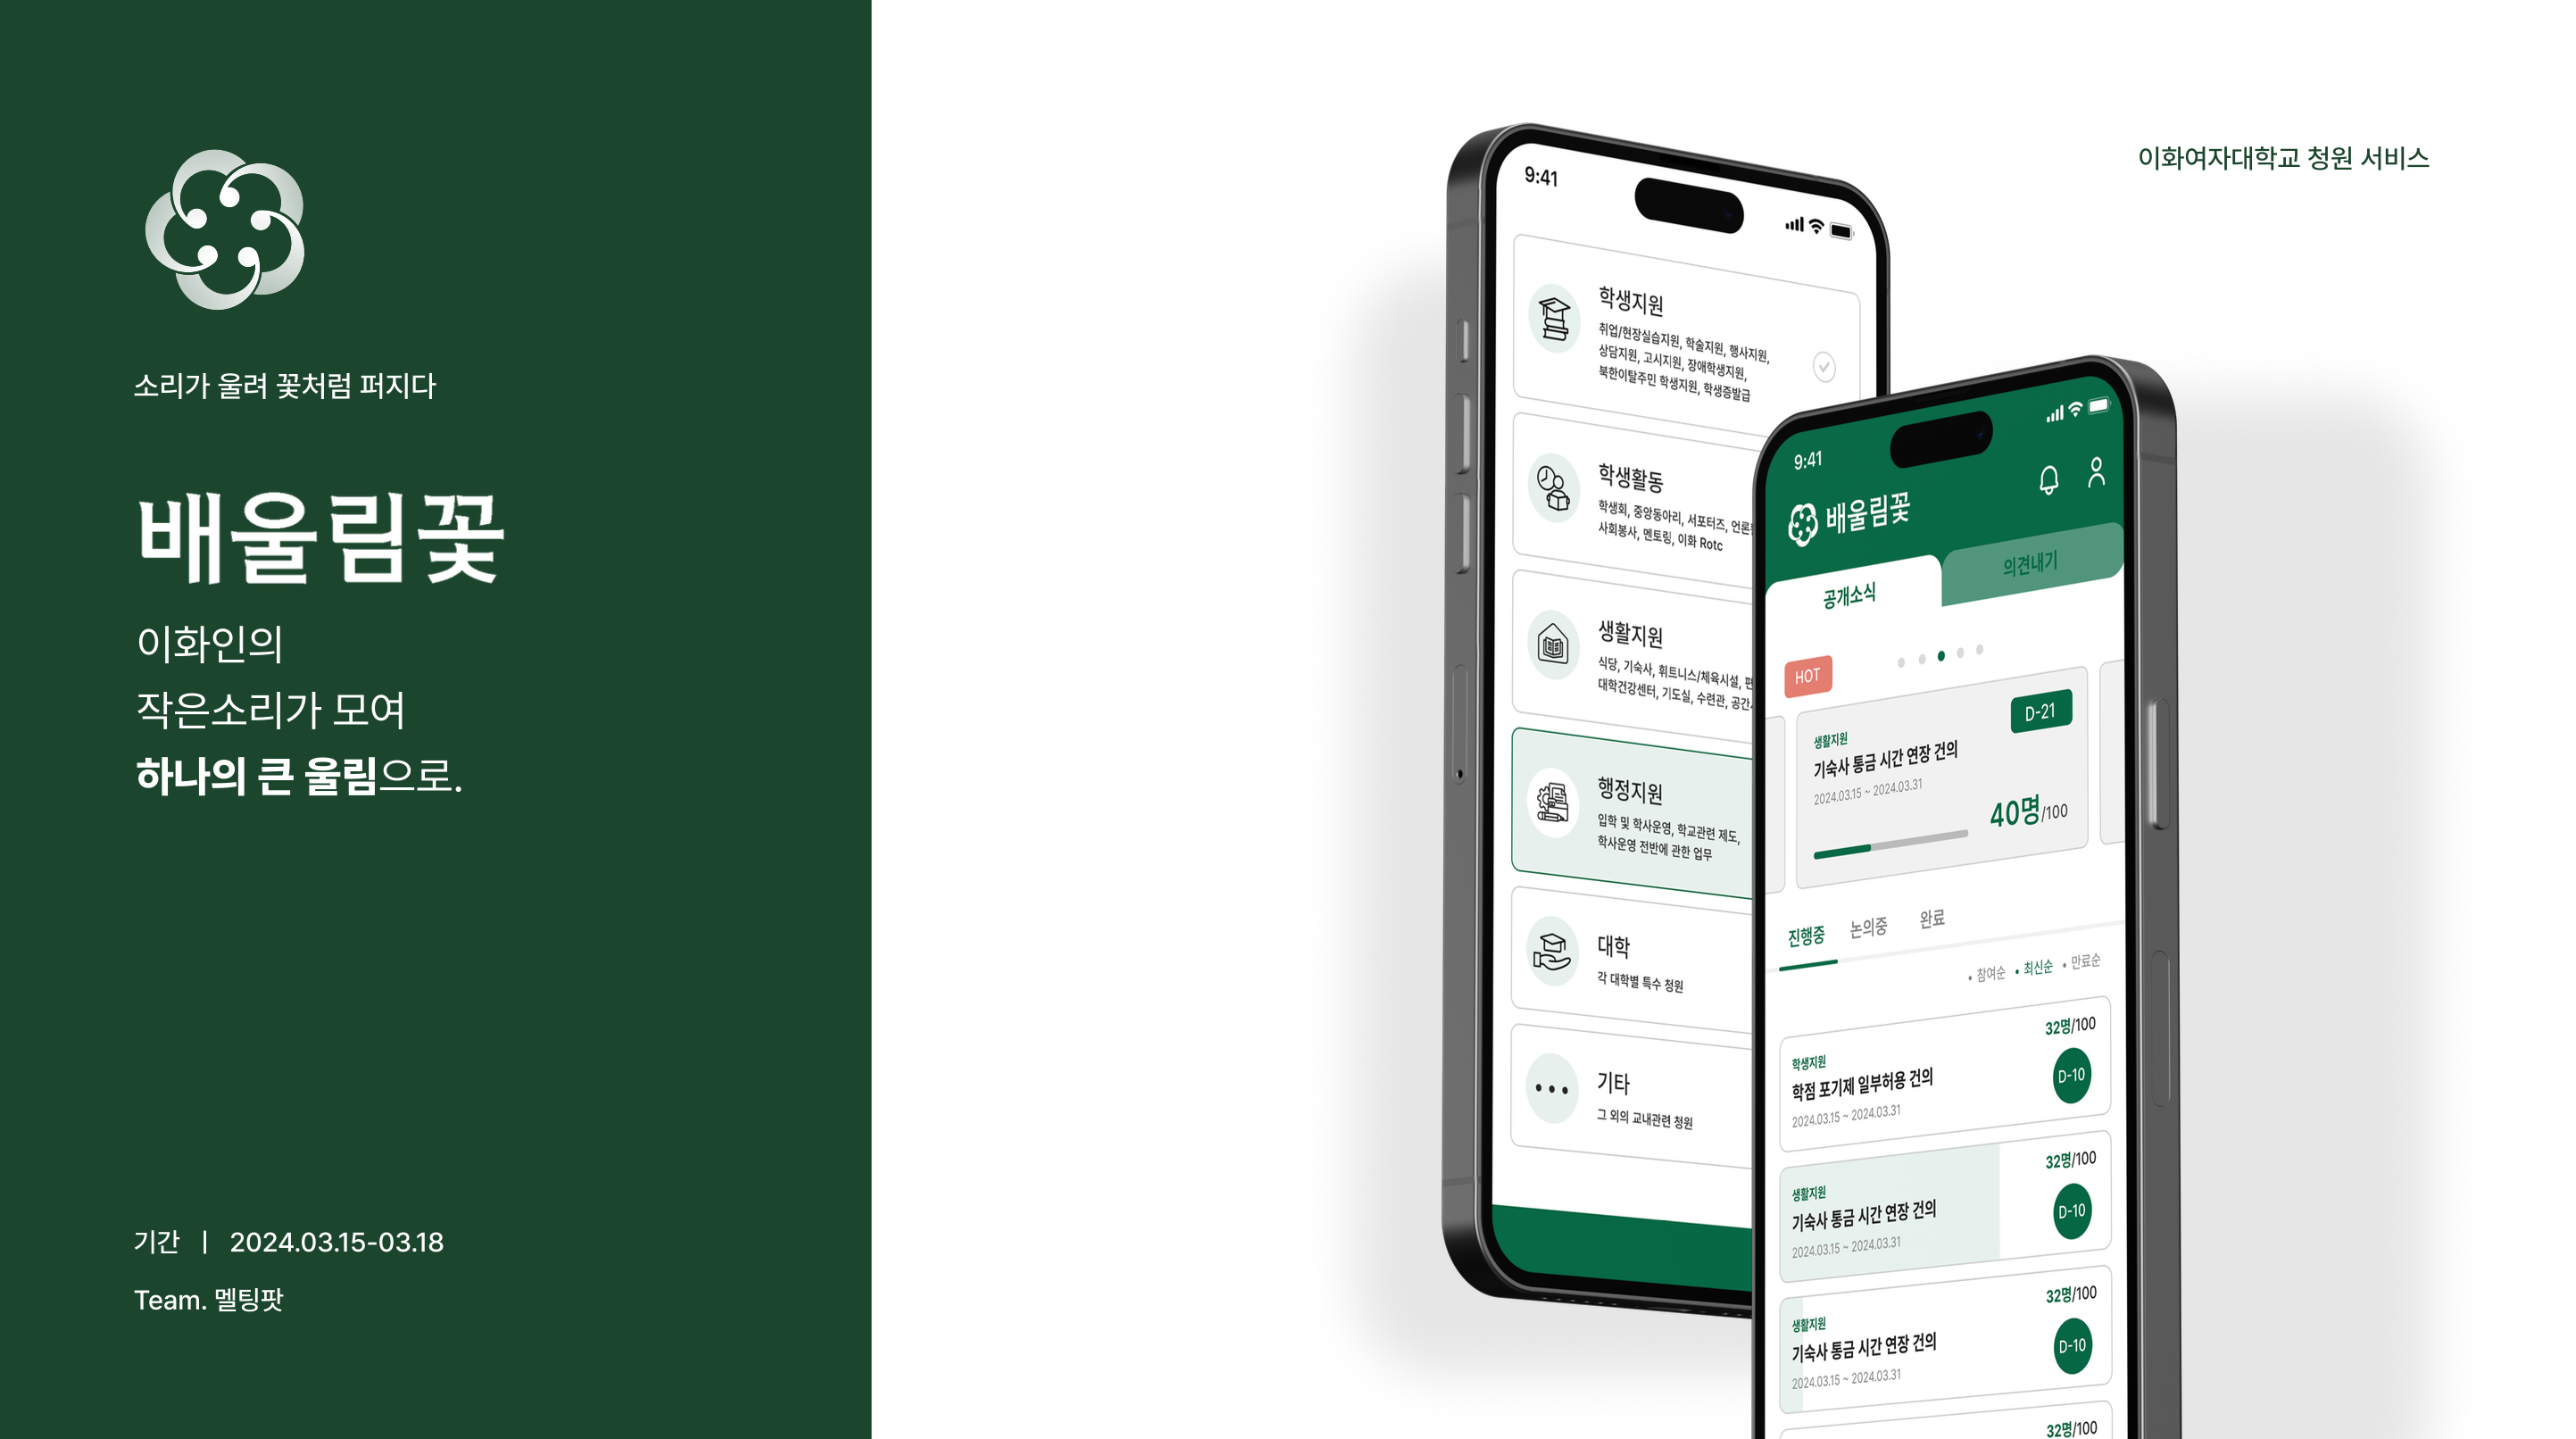 소리가 울려 꽃처럼 퍼지다
배울림꽃
이화인의
작은소리가 모여
하나의 큰 울림으로.
기간 | 2024.03.15-03.18
Team. 멜팅팟
이화여자대학교 청원 서비스
9:41
학생지원
취업/현장실습지원, 학술지원, 행사지원,
상담지원, 고시지원, 장애학생지원,
북한이탈주민 학생지원, 학생증발급
학생활동
학생회, 중앙동아리, 서포터즈, 언론
사회봉사, 멘토링, 이화 Rotc
생활지원
식당, 기숙사, 휘트니스/체육시설, 편
대학건강센터, 기도실, 수련관, 공간
행정지원
입학 및 학사운영, 학교관련 제도,
학사운영 전반에 관한 업무
대학
각 대학별 특수 청원
기타
그 외의 교내관련 청원
9:41
배울림꽃
공개소식
의견내기
HOT
D-21
생활지원
기숙사 통금 시간 연장 건의
2024.03.15 ~ 2024.03.31
40명/100
진행중 논의중 완료
• 참여순 • 최신순 • 만료순
32명/100
학생지원
학점 포기제 일부허용 건의
2024.03.15 ~ 2024.03.31
D-10
32명/100
생활지원
기숙사 통금 시간 연장 건의
2024.03.15 ~ 2024.03.31
D-10
32명/100
생활지원
기숙사 통금 시간 연장 건의
2024.03.15 ~ 2024.03.31
D-10
32명/100